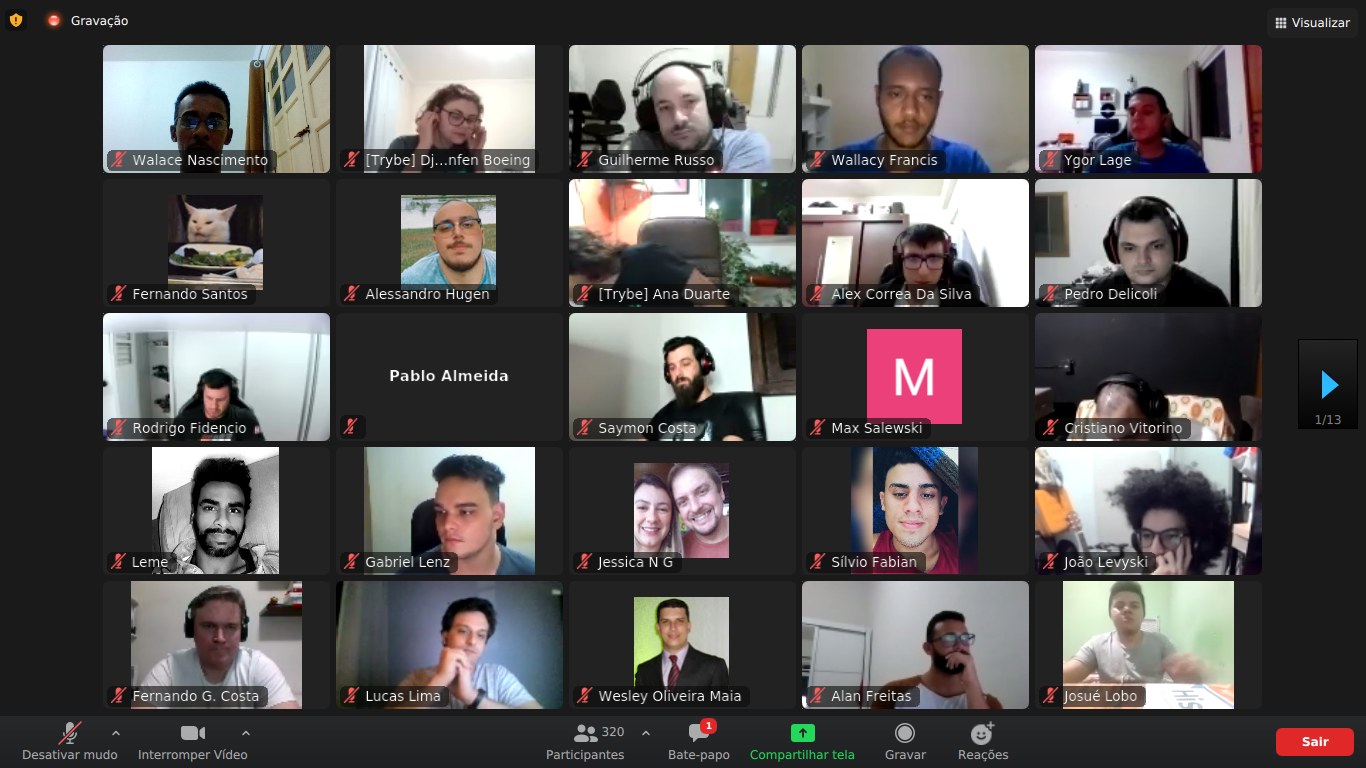 Gravação
Visualizar
Walace Nascimento
[Trybe] Dj...nfen Boeing
Guilherme Russo
Wallacy Francis
Ygor Lage
Fernando Santos
Alessandro Hugen
[Trybe] Ana Duarte
Alex Correa Da Silva
Pedro Delicoli
Rodrigo Fidencio
Pablo Almeida
Saymon Costa
M
Max Salewski
Cristiano Vitorino
1/13
Leme
Gabriel Lenz
Jessica N G
Sílvio Fabian
João Levyski
Fernando G. Costa
Lucas Lima
Wesley Oliveira Maia
Alan Freitas
Josué Lobo
Desativar mudo
Interromper Vídeo
320
Participantes
1
Bate-papo
Compartilhar tela
Gravar
Reações
Sair